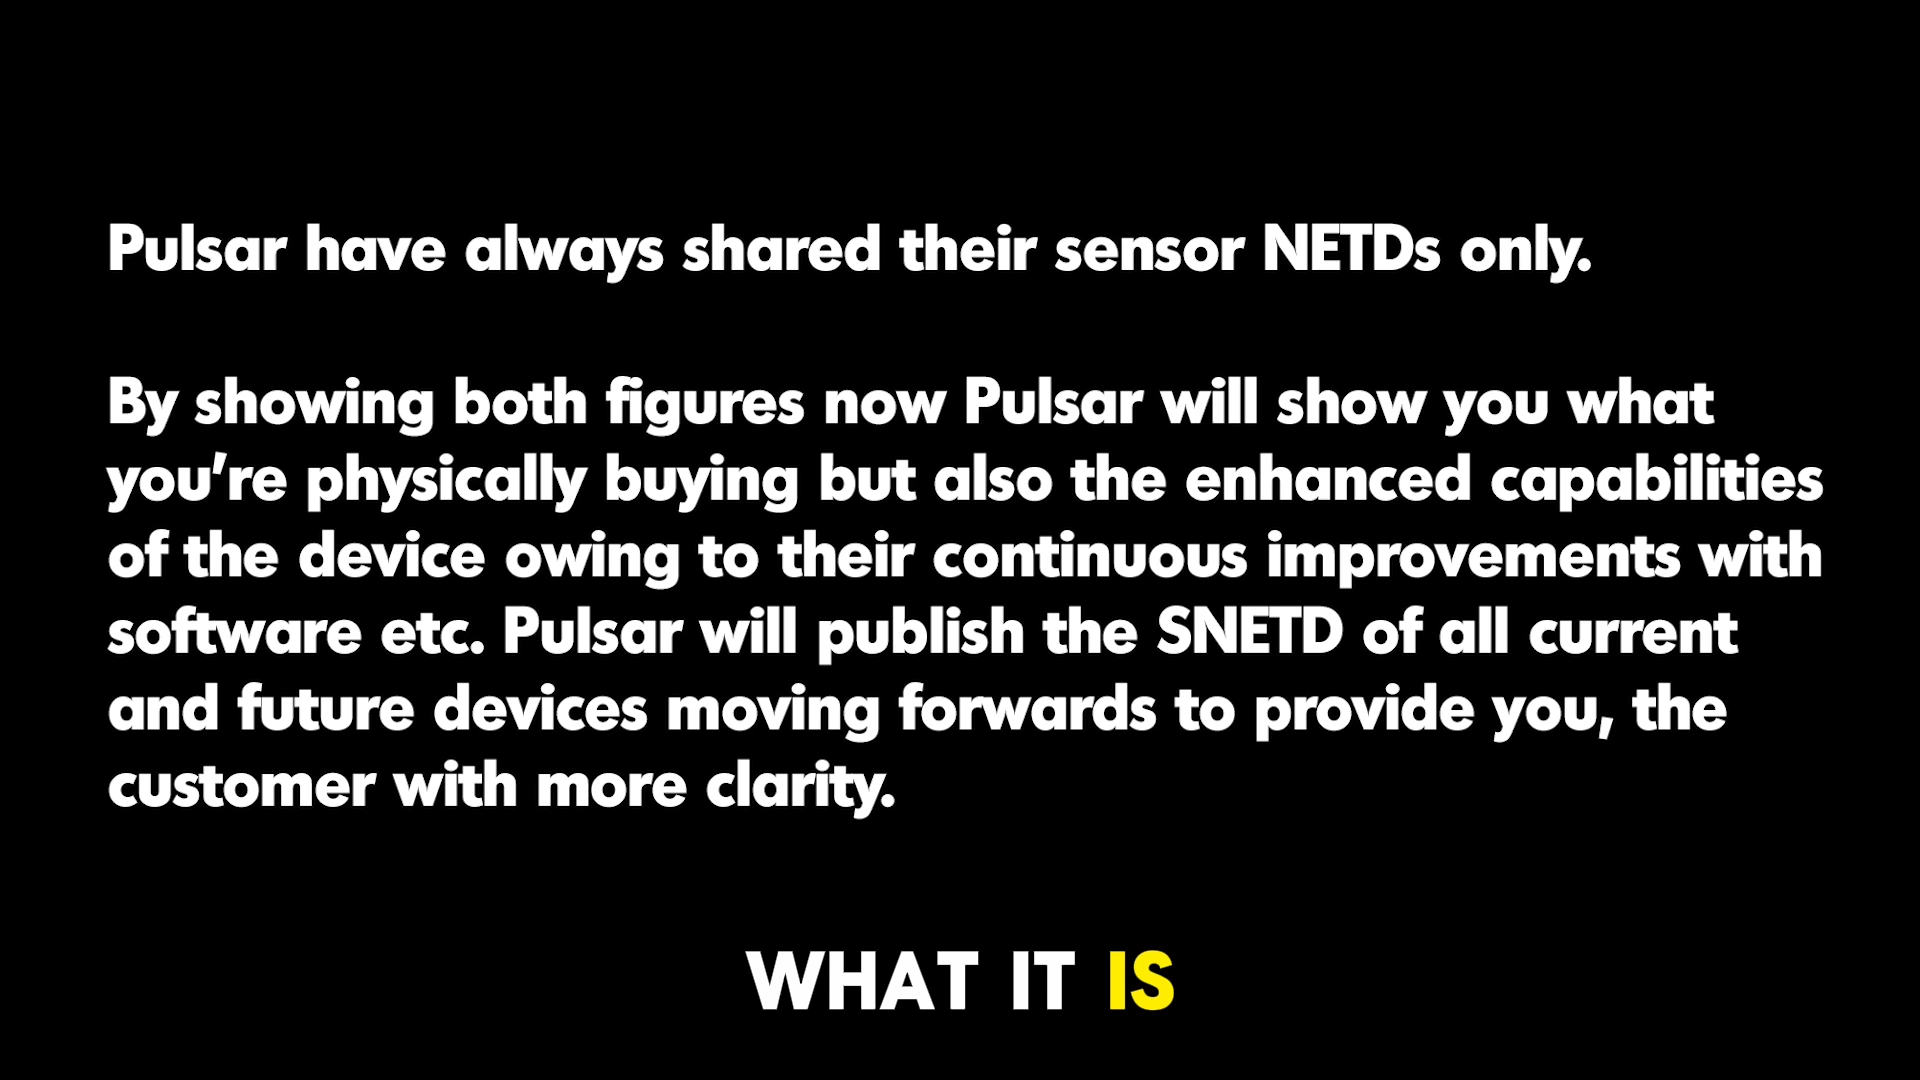 Pulsar have always shared their sensor NETDs only.
By showing both figures now Pulsar will show you what
you're physically buying but also the enhanced capabilities
of the device owing to their continuous improvements with
software etc. Pulsar will publish the SNETD of all current
and future devices moving forwards to provide you, the
customer with more clarity.
WHAT IT IS